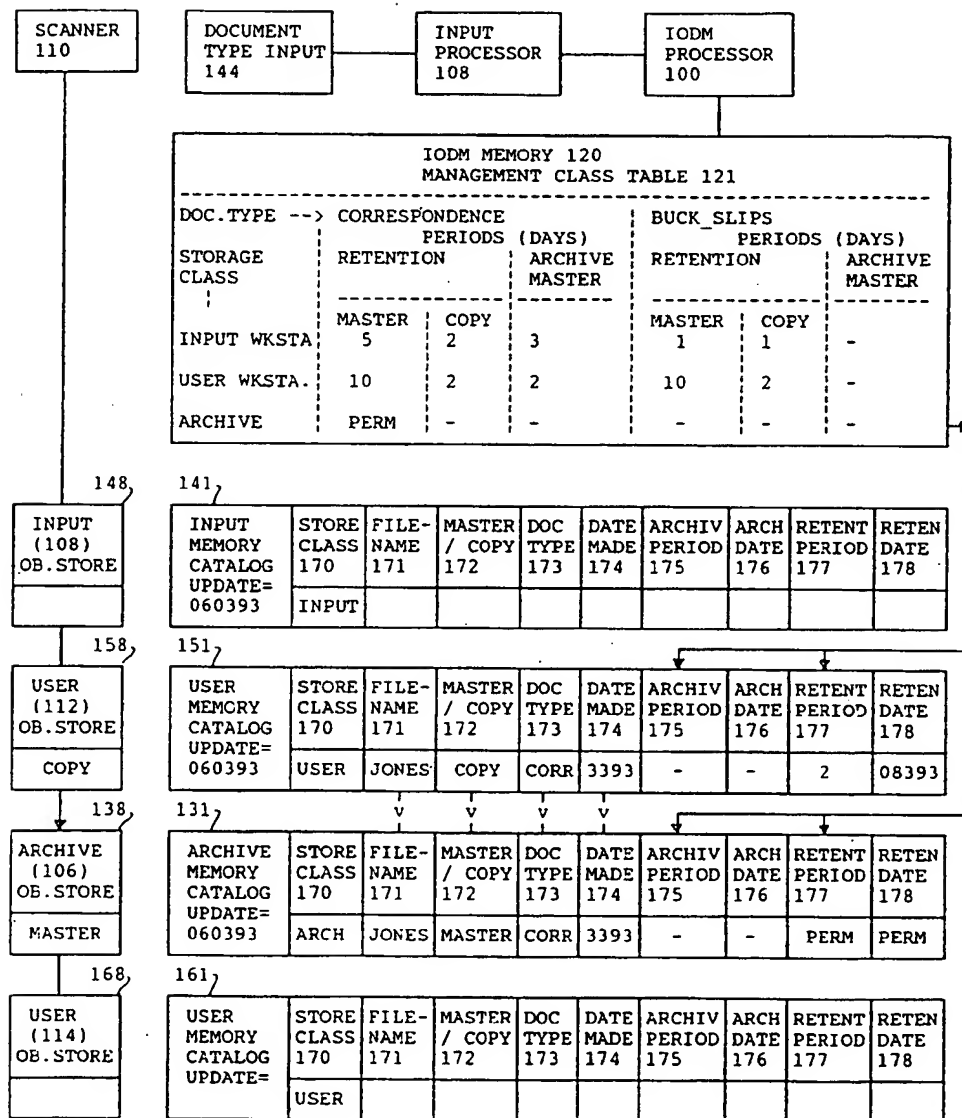 SCANNER
110
DOCUMENT
TYPE INPUT
144
INPUT
PROCESSOR
108
IODM
PROCESSOR
100
IODM MEMORY 120
MANAGEMENT CLASS TABLE 121
DOC.TYPE --> CORRESPONDENCE BUCK_SLIPS
PERIODS (DAYS) PERIODS (DAYS)
STORAGE RETENTION ARCHIVE RETENTION ARCHIVE
CLASS MASTER MASTER
MASTER COPY MASTER COPY
INPUT WKSTA 5 2 3 1 1 -
USER WKSTA. 10 2 2 10 2 -
ARCHIVE PERM - - - - -
148 141
INPUT
(108)
OB.STORE
INPUT STORE FILE- MASTER DOC DATE ARCHIV ARCH RETENT RETEN
MEMORY CLASS NAME / COPY TYPE MADE PERIOD DATE PERIOD DATE
CATALOG 170 171 172 173 174 175 176 177 178
UPDATE=
060393 INPUT
158 151
USER
(112)
OB.STORE
COPY
USER STORE FILE- MASTER DOC DATE ARCHIV ARCH RETENT RETEN
MEMORY CLASS NAME / COPY TYPE MADE PERIOD DATE PERIOD DATE
CATALOG 170 171 172 173 174 175 176 177 178
UPDATE=
060393 USER JONES COPY CORR 3393 - - 2 08393
v v v v
138 131
ARCHIVE
(106)
OB.STORE
MASTER
ARCHIVE STORE FILE- MASTER DOC DATE ARCHIV ARCH RETENT RETEN
MEMORY CLASS NAME / COPY TYPE MADE PERIOD DATE PERIOD DATE
CATALOG 170 171 172 173 174 175 176 177 178
UPDATE=
060393 ARCH JONES MASTER CORR 3393 - - PERM PERM
168 161
USER
(114)
OB.STORE
USER STORE FILE- MASTER DOC DATE ARCHIV ARCH RETENT RETEN
MEMORY CLASS NAME / COPY TYPE MADE PERIOD DATE PERIOD DATE
CATALOG 170 171 172 173 174 175 176 177 178
UPDATE=
USER